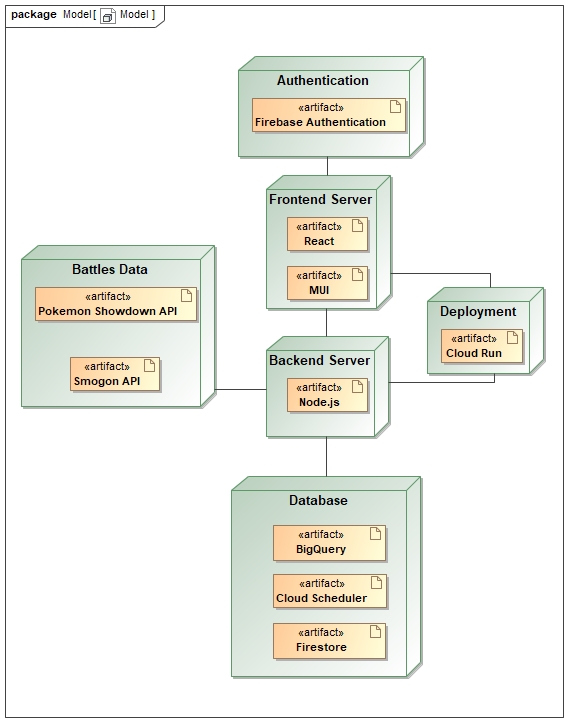 package Model[ Model ]
Authentication
«artifact»
Firebase Authentication
Frontend Server
«artifact»
React
«artifact»
MUI
Battles Data
«artifact»
Pokemon Showdown API
«artifact»
Smogon API
Deployment
«artifact»
Cloud Run
Backend Server
«artifact»
Node.js
Database
«artifact»
BigQuery
«artifact»
Cloud Scheduler
«artifact»
Firestore